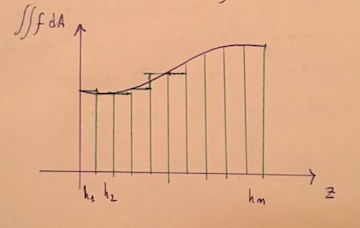 ∬f dA
h₁ h₂ hn z